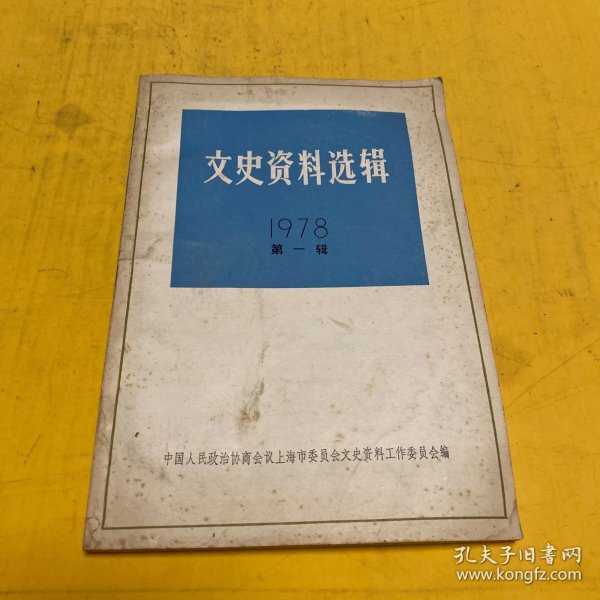 文史资料选辑
1978
第一辑
中国人民政治协商会议上海市委员会文史资料工作委员会编
孔夫子旧书网
www.kongfz.com